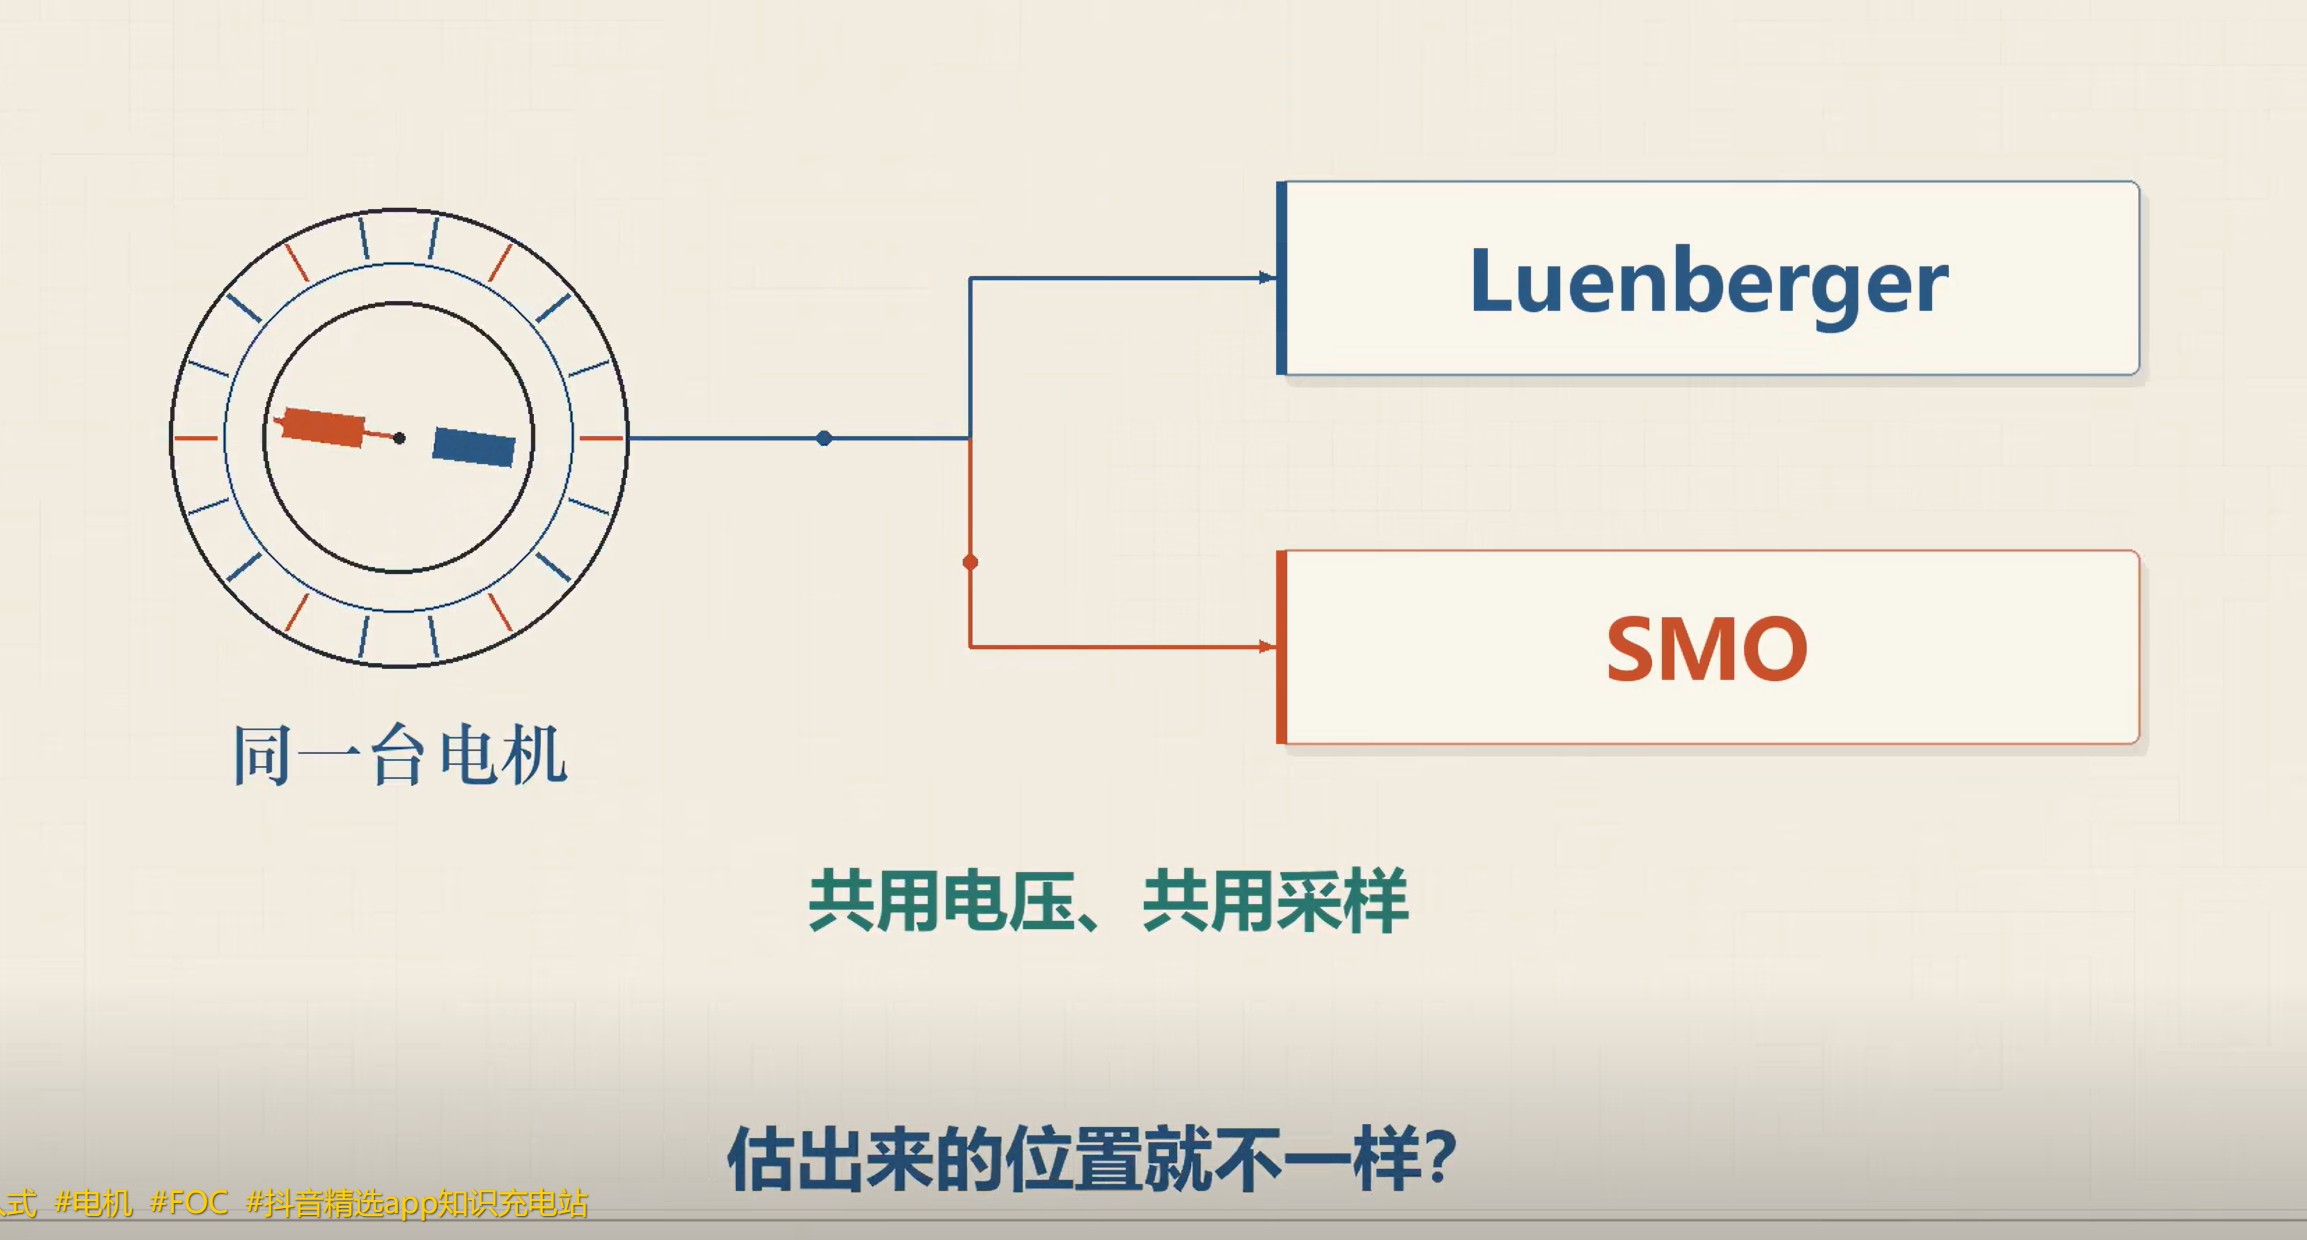 Luenberger
SMO
同一台电机
共用电压、共用采样
估出来的位置就不一样？
式 #电机 #FOC #抖音精选app知识充电站